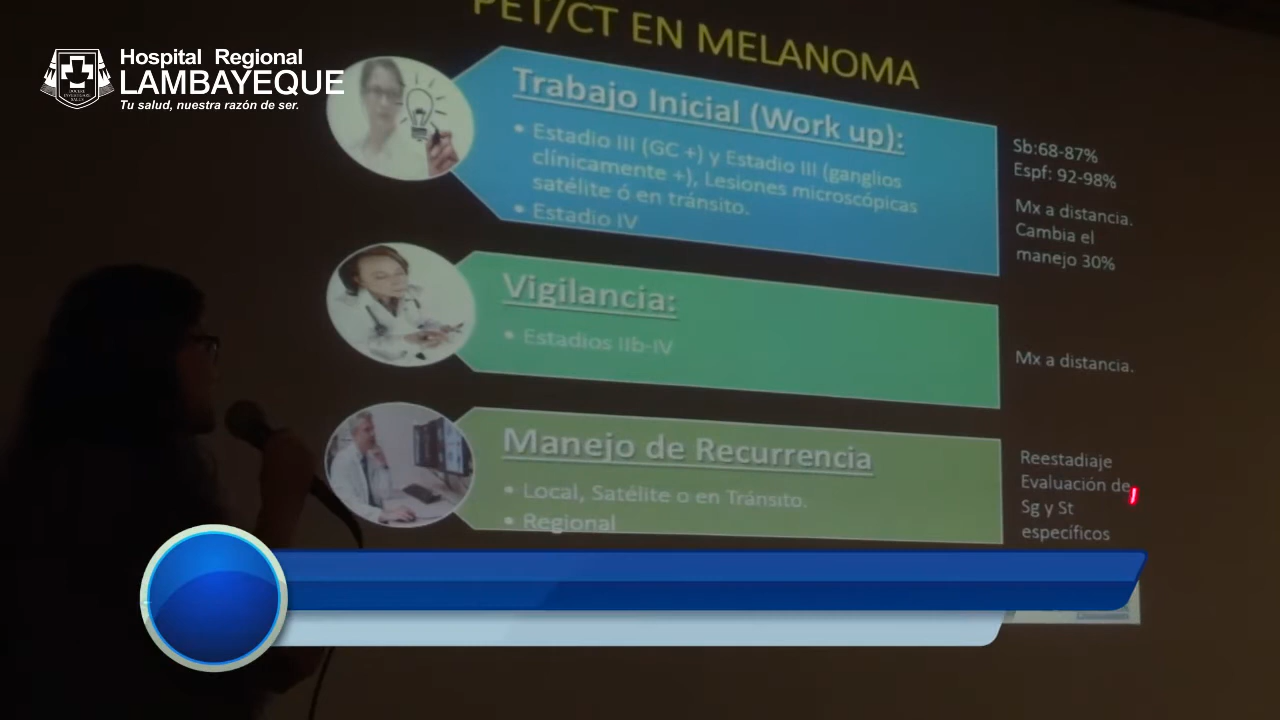 Hospital Regional
LAMBAYEQUE
Tu salud, nuestra razón de ser.
PET/CT EN MELANOMA
Trabajo Inicial (Work up):
• Estadio III (GC +) y Estadio III (ganglios
clínicamente +), Lesiones microscópicas
satélite ó en tránsito.
• Estadio IV
Sb:68-87%
Espf: 92-98%
Mx a distancia.
Cambia el
manejo 30%
Vigilancia:
• Estadios IIb-IV
Mx a distancia.
Manejo de Recurrencia
• Local, Satélite o en Tránsito.
• Regional
Reestadiaje
Evaluación de
Sg y St
específicos